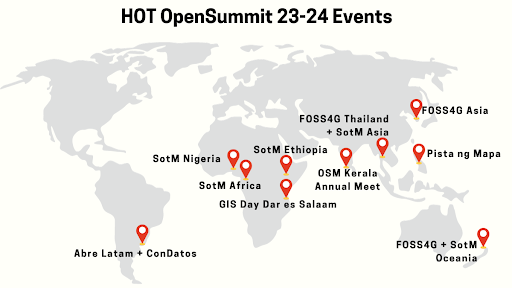 HOT OpenSummit 23-24 Events
FOSS4G Asia
FOSS4G Thailand
+ SotM Asia
SotM Nigeria
SotM Ethiopia
Pista ng Mapa
OSM Kerala
Annual Meet
SotM Africa
GIS Day Dar es Salaam
Abre Latam + ConDatos
FOSS4G + SotM
Oceania